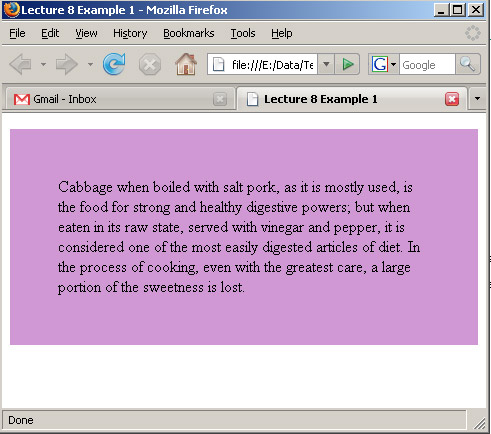 Lecture 8 Example 1 - Mozilla Firefox
File Edit View History Bookmarks Tools Help
file:///E:/Data/Te
G Google
Gmail - Inbox
Lecture 8 Example 1
Cabbage when boiled with salt pork, as it is mostly used, is
the food for strong and healthy digestive powers; but when
eaten in its raw state, served with vinegar and pepper, it is
considered one of the most easily digested articles of diet. In
the process of cooking, even with the greatest care, a large
portion of the sweetness is lost.
Done